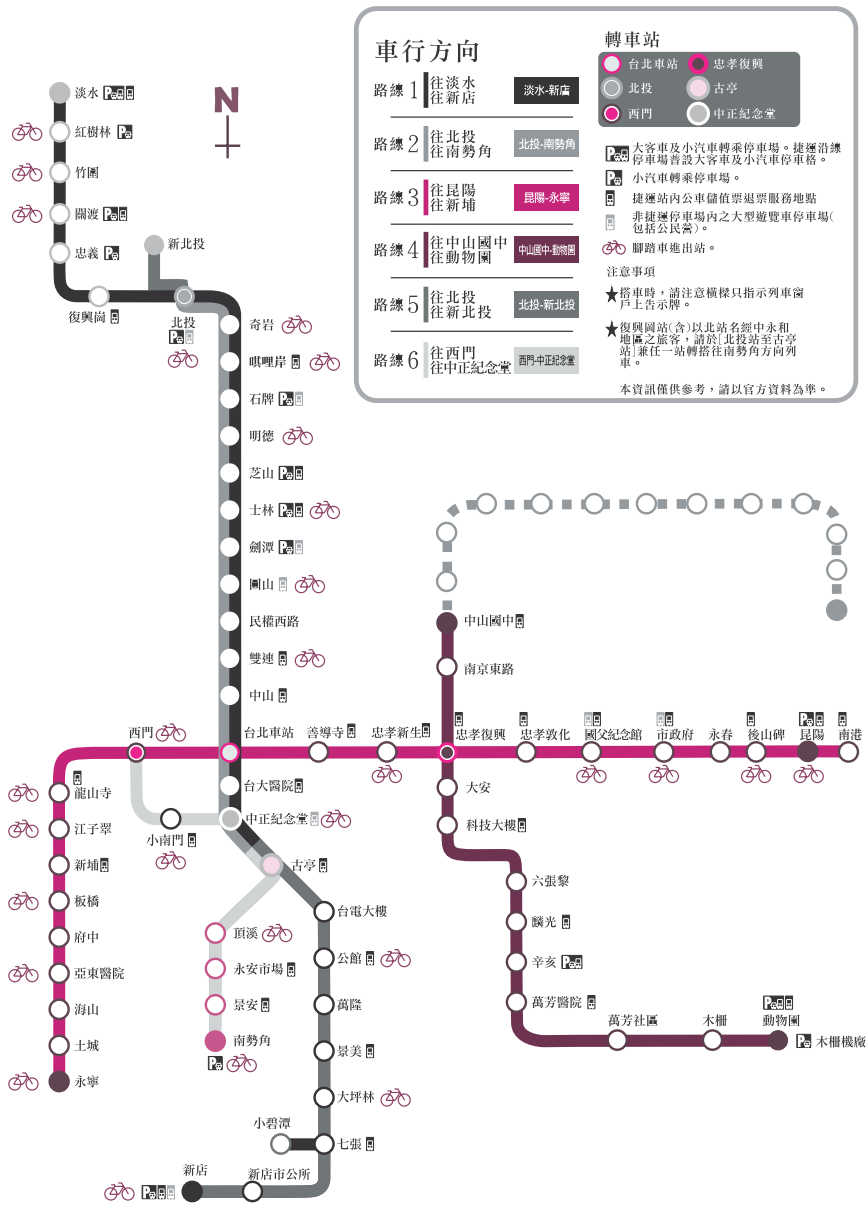 車行方向
路線 1 往淡水 淡水-新店
往新店
路線 2 往北投 北投-南勢角
往南勢角
路線 3 往昆陽 昆陽-永寧
往新埔
路線 4 往中山國中 中山國中-動物園
往動物園
路線 5 往北投 北投-新北投
往新北投
路線 6 往西門 西門-中正紀念堂
往中正紀念堂
轉車站
台北車站 忠孝復興
北投 古亭
西門 中正紀念堂
大客車及小汽車轉乘停車場。捷運沿線
停車場普設大客車及小汽車停車格。
小汽車轉乘停車場。
捷運站內公車儲值票退票服務地點
非捷運停車場內之大型遊覽車停車場(
包括公民營)。
腳踏車進出站。
注意事項
搭車時,請注意橫樑只指示列車窗
戶上告示牌。
復興岡站(含)以北站名經中永和
地區之旅客,請於[北投站至古亭
站]兼任一站轉搭往南勢角方向列
車。
本資訊僅供參考,請以官方資料為準。
N
淡水
紅樹林
竹圍
關渡
忠義
復興崗
新北投
北投
奇岩
唭哩岸
石牌
明德
芝山
士林
劍潭
圓山
民權西路
雙連
中山
台北車站
台大醫院
中正紀念堂
古亭
西門
小南門
善導寺
忠孝新生
忠孝復興
忠孝敦化
國父紀念館
市政府
永春
後山碑
昆陽
南港
龍山寺
江子翠
新埔
板橋
府中
亞東醫院
海山
土城
永寧
頂溪
永安市場
景安
南勢角
台電大樓
公館
萬隆
景美
大坪林
小碧潭
七張
新店
新店市公所
中山國中
南京東路
大安
科技大樓
六張黎
麟光
辛亥
萬芳醫院
萬芳社區
木柵
動物園
木柵機廠